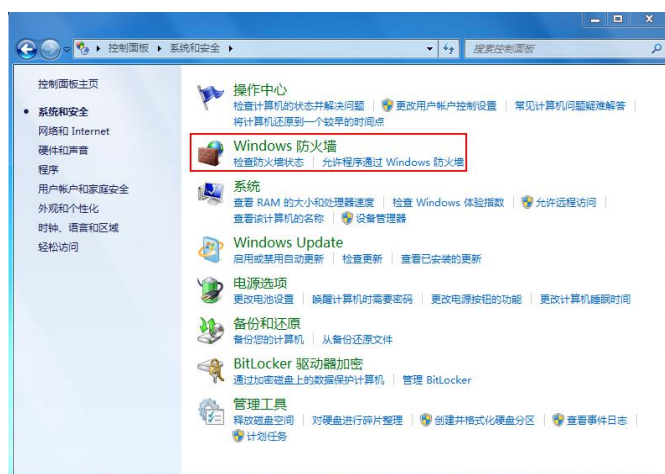 控制面板 系统和安全 搜索控制面板
控制面板主页
系统和安全
网络和 Internet
硬件和声音
程序
用户帐户和家庭安全
外观和个性化
时钟、语言和区域
轻松访问
操作中心
检查计算机的状态并解决问题 更改用户帐户控制设置 常见计算机问题疑难解答
将计算机还原到一个较早的时间点
Windows 防火墙
检查防火墙状态 允许程序通过 Windows 防火墙
系统
查看 RAM 的大小和处理器速度 检查 Windows 体验指数 允许远程访问
查看该计算机的名称 设备管理器
Windows Update
启用或禁用自动更新 检查更新 查看已安装的更新
电源选项
更改电池设置 唤醒计算机时需要密码 更改电源按钮的功能 更改计算机睡眠时间
备份和还原
备份您的计算机 从备份还原文件
BitLocker 驱动器加密
通过加密磁盘上的数据保护计算机 管理 BitLocker
管理工具
释放磁盘空间 对硬盘进行碎片整理 创建并格式化硬盘分区 查看事件日志
计划任务